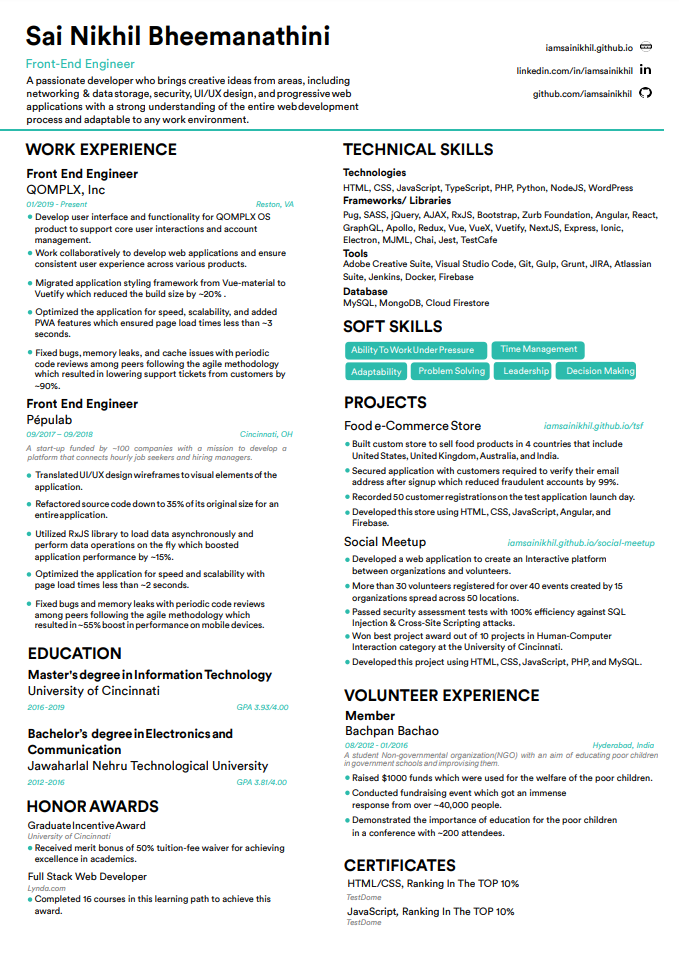 Sai Nikhil Bheemanathini
Front-End Engineer
A passionate developer who brings creative ideas from areas, including
networking & data storage, security, UI/UX design, and progressive web
applications with a strong understanding of the entire web development
process and adaptable to any work environment.
iamsainikhil.github.io
linkedin.com/in/iamsainikhil
github.com/iamsainikhil
WORK EXPERIENCE
Front End Engineer
QOMPLX, Inc
01/2019 - Present Reston, VA
• Develop user interface and functionality for QOMPLX OS
product to support core user interactions and account
management.
• Work collaboratively to develop web applications and ensure
consistent user experience across various products.
• Migrated application styling framework from Vue-material to
Vuetify which reduced the build size by ~20% .
• Optimized the application for speed, scalability, and added
PWA features which ensured page load times less than ~3
seconds.
• Fixed bugs, memory leaks, and cache issues with periodic
code reviews among peers following the agile methodology
which resulted in lowering support tickets from customers by
~90%.
Front End Engineer
Pépulab
09/2017 – 09/2018 Cincinnati, OH
A start-up funded by ~100 companies with a mission to develop a
platform that connects hourly job seekers and hiring managers.
• Translated UI/UX design wireframes to visual elements of the
application.
• Refactored source code down to 35% of its original size for an
entire application.
• Utilized RxJS library to load data asynchronously and
perform data operations on the fly which boosted
application performance by ~15%.
• Optimized the application for speed and scalability with
page load times less than ~2 seconds.
• Fixed bugs and memory leaks with periodic code reviews
among peers following the agile methodology which
resulted in ~55% boost in performance on mobile devices.
EDUCATION
Master's degree in Information Technology
University of Cincinnati
2016-2019 GPA 3.93/4.00
Bachelor's degree in Electronics and
Communication
Jawaharlal Nehru Technological University
2012-2016 GPA 3.81/4.00
HONOR AWARDS
Graduate Incentive Award
University of Cincinnati
• Received merit bonus of 50% tuition-fee waiver for achieving
excellence in academics.
Full Stack Web Developer
Lynda.com
• Completed 16 courses in this learning path to achieve this
award.
TECHNICAL SKILLS
Technologies
HTML, CSS, JavaScript, TypeScript, PHP, Python, NodeJS, WordPress
Frameworks/ Libraries
Pug, SASS, jQuery, AJAX, RxJS, Bootstrap, Zurb Foundation, Angular, React,
GraphQL, Apollo, Redux, Vue, VueX, Vuetify, NextJS, Express, Ionic,
Electron, MJML, Chai, Jest, TestCafe
Tools
Adobe Creative Suite, Visual Studio Code, Git, Gulp, Grunt, JIRA, Atlassian
Suite, Jenkins, Docker, Firebase
Database
MySQL, MongoDB, Cloud Firestore
SOFT SKILLS
Ability To Work Under Pressure Time Management
Adaptability Problem Solving Leadership Decision Making
PROJECTS
Food e-Commerce Store iamsainikhil.github.io/tsf
• Built custom store to sell food products in 4 countries that include
United States, United Kingdom, Australia, and India.
• Secured application with customers required to verify their email
address after signup which reduced fraudulent accounts by 99%.
• Recorded 50 customer registrations on the test application launch day.
• Developed this store using HTML, CSS, JavaScript, Angular, and
Firebase.
Social Meetup iamsainikhil.github.io/social-meetup
• Developed a web application to create an Interactive platform
between organizations and volunteers.
• More than 30 volunteers registered for over 40 events created by 15
organizations spread across 50 locations.
• Passed security assessment tests with 100% efficiency against SQL
Injection & Cross-Site Scripting attacks.
• Won best project award out of 10 projects in Human-Computer
Interaction category at the University of Cincinnati.
• Developed this project using HTML, CSS, JavaScript, PHP, and MySQL.
VOLUNTEER EXPERIENCE
Member
Bachpan Bachao
08/2012 - 01/2016 Hyderabad, India
A student Non-governmental organization(NGO) with an aim of educating poor children
in government schools and improvising them.
• Raised $1000 funds which were used for the welfare of the poor children.
• Conducted fundraising event which got an immense
response from over ~40,000 people.
• Demonstrated the importance of education for the poor children
in a conference with ~200 attendees.
CERTIFICATES
HTML/CSS, Ranking In The TOP 10%
TestDome
JavaScript, Ranking In The TOP 10%
TestDome